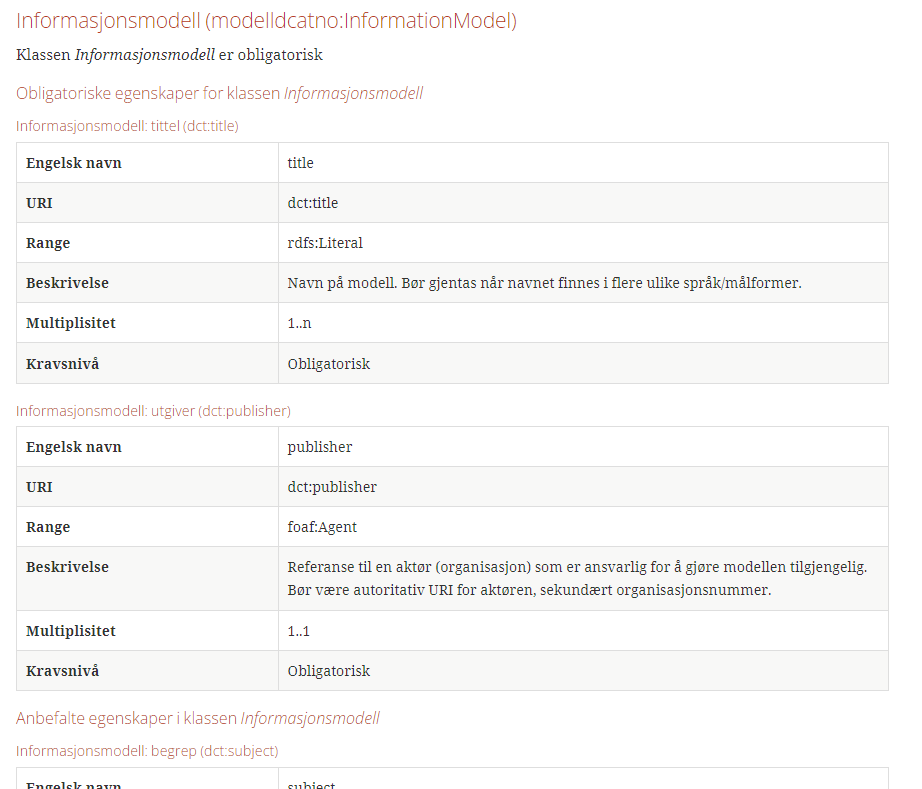 Informasjonsmodell (modelldcatno:InformationModel)
Klassen Informasjonsmodell er obligatorisk
Obligatoriske egenskaper for klassen Informasjonsmodell
Informasjonsmodell: tittel (dct:title)
Engelsk navn title
URI dct:title
Range rdfs:Literal
Beskrivelse Navn på modell. Bør gjentas når navnet finnes i flere ulike språk/målformer.
Multiplisitet 1..n
Kravsnivå Obligatorisk
Informasjonsmodell: utgiver (dct:publisher)
Engelsk navn publisher
URI dct:publisher
Range foaf:Agent
Beskrivelse Referanse til en aktør (organisasjon) som er ansvarlig for å gjøre modellen tilgjengelig.
Bør være autoritativ URI for aktøren, sekundært organisasjonsnummer.
Multiplisitet 1..1
Kravsnivå Obligatorisk
Anbefalte egenskaper i klassen Informasjonsmodell
Informasjonsmodell: begrep (dct:subject)
Engelsk navn subject